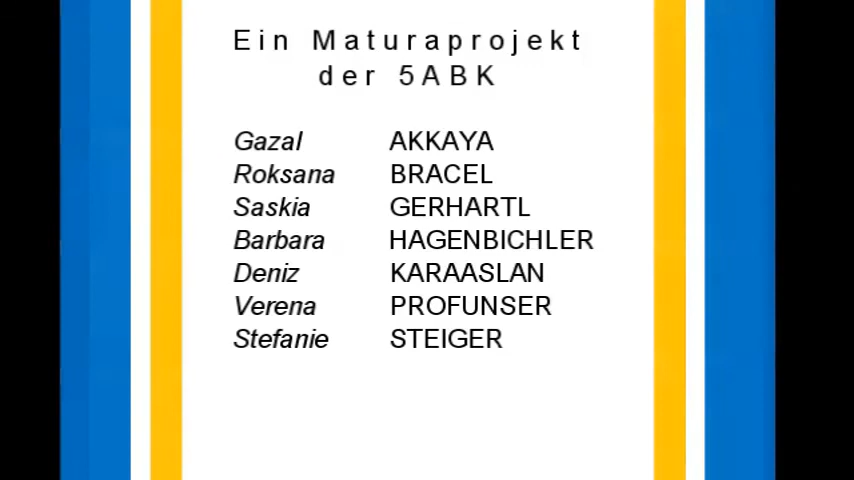 Ein Maturaprojekt
der 5ABK
Gazal AKKAYA
Roksana BRACEL
Saskia GERHARTL
Barbara HAGENBICHLER
Deniz KARAASLAN
Verena PROFUNSER
Stefanie STEIGER